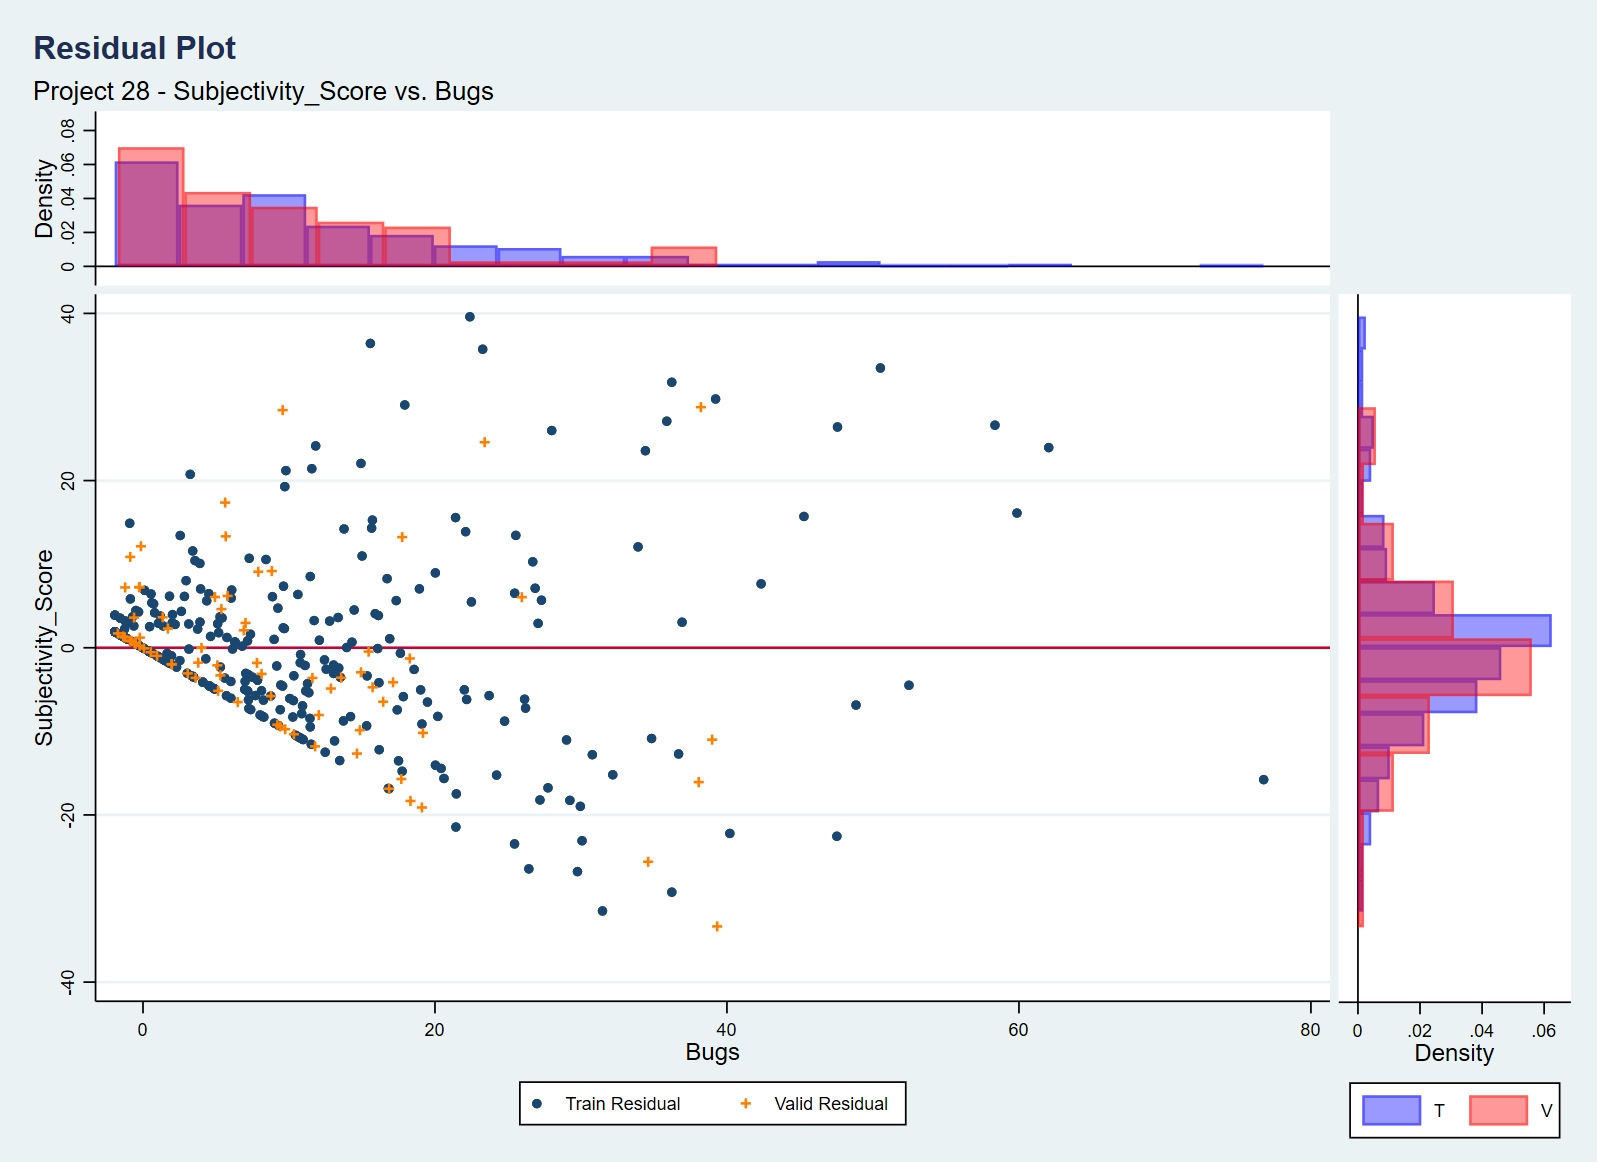 Residual Plot
Project 28 - Subjectivity_Score vs. Bugs
Density
0 .02 .04 .06 .08
Subjectivity_Score
40
20
0
-20
-40
0 20 40 60 80
Bugs
0 .02 .04 .06
Density
Train Residual Valid Residual
T V